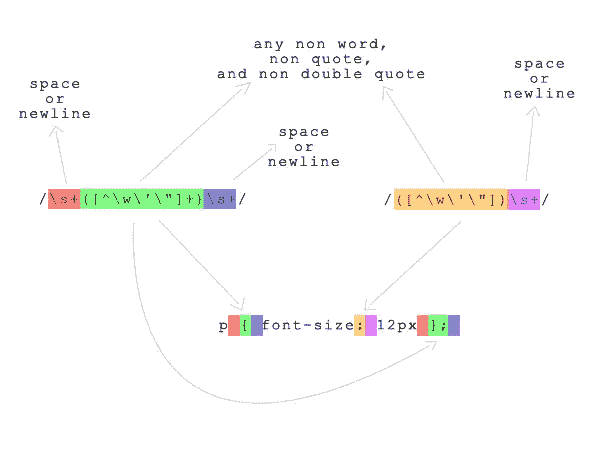 any non word,
non quote,
and non double quote
space
or
newline
space
or
newline
space
or
newline
/\s+([^\w\'\"]+)\s+/
/([^\w\'\"])\s+/
p { font-size: 12px };